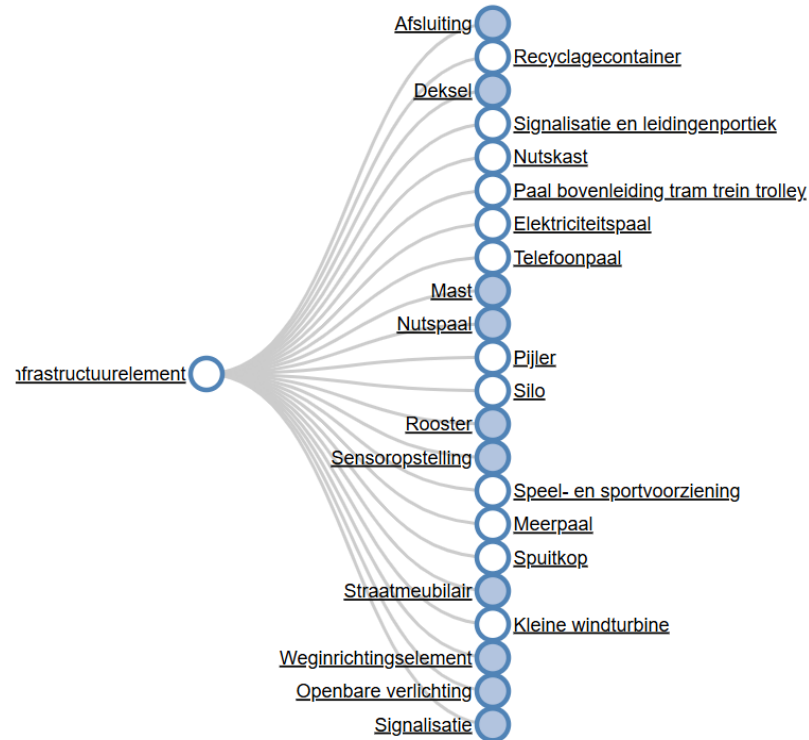 Afsluiting
Recyclagecontainer
Deksel
Signalisatie en leidingenportiek
Nutskast
Paal bovenleiding tram trein trolley
Elektriciteitspaal
Telefoonpaal
Mast
Nutspaal
Pijler
nfrastructuurelement
Silo
Rooster
Sensoropstelling
Speel- en sportvoorziening
Meerpaal
Spuitkop
Straatmeubilair
Kleine windturbine
Weginrichtingselement
Openbare verlichting
Signalisatie